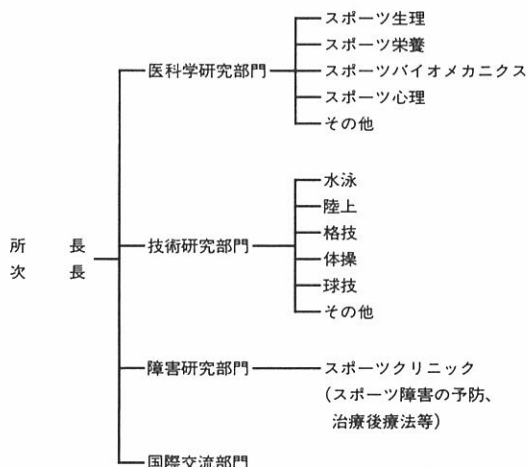 所長
次長
医科学研究部門
スポーツ生理
スポーツ栄養
スポーツバイオメカニクス
スポーツ心理
その他
技術研究部門
水泳
陸上
格技
体操
球技
その他
障害研究部門
スポーツクリニック
(スポーツ障害の予防、
治療後療法等)
国際交流部門